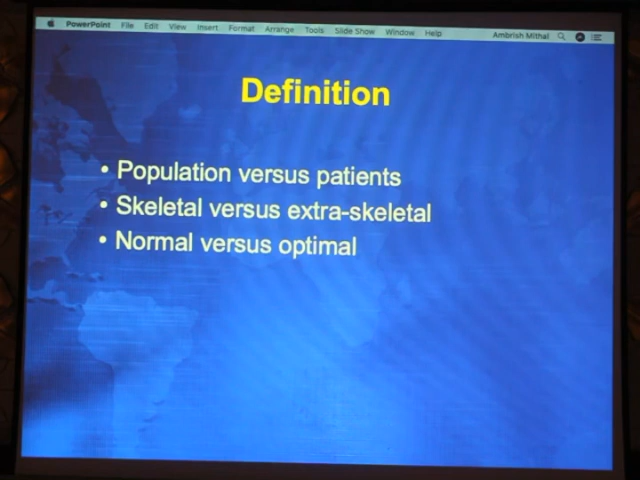 PowerPoint File Edit View Insert Format Arrange Tools Slide Show Window Help Ambrish Mithal
Definition
• Population versus patients
• Skeletal versus extra-skeletal
• Normal versus optimal